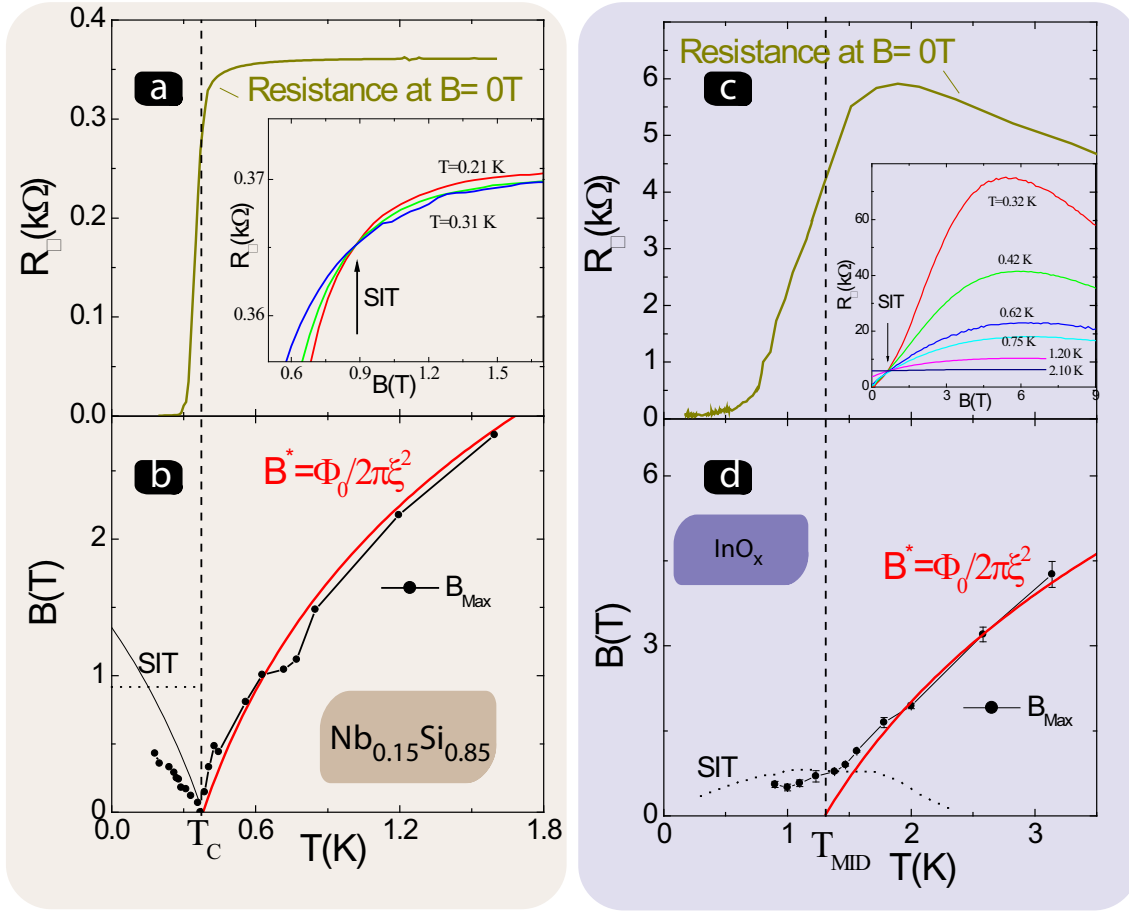 a
Resistance at B= 0T
R□(kΩ)
0.4
0.3
0.2
0.1
0.0
T=0.21 K
T=0.31 K
SIT
R□(kΩ)
0.37
0.36
0.6 0.9 1.2 1.5
B(T)
b
B*=Φ0/2πξ²
BMax
SIT
Nb0.15Si0.85
B(T)
2
1
0
0.0 0.6 1.2 1.8
TC
T(K)
c
Resistance at B= 0T
R□(kΩ)
6
5
4
3
2
1
0
T=0.32 K
0.42 K
0.62 K
0.75 K
1.20 K
2.10 K
SIT
R□(kΩ)
60
40
20
0
0 3 6 9
B(T)
d
InOx
B*=Φ0/2πξ²
BMax
SIT
B(T)
6
3
0
1 2 3
TMID
T(K)